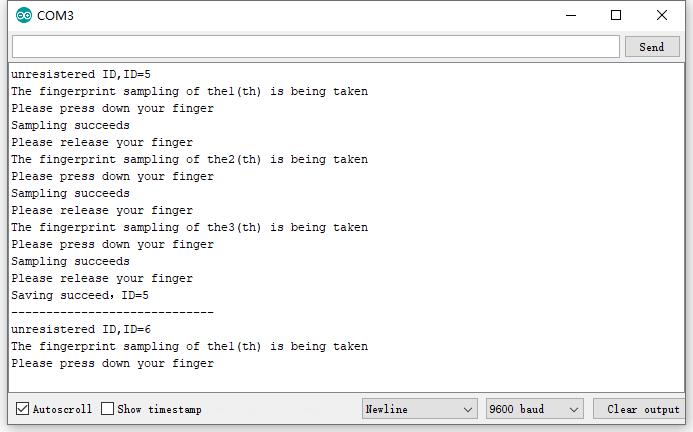 COM3
Send
unresistered ID,ID=5
The fingerprint sampling of the1(th) is being taken
Please press down your finger
Sampling succeeds
Please release your finger
The fingerprint sampling of the2(th) is being taken
Please press down your finger
Sampling succeeds
Please release your finger
The fingerprint sampling of the3(th) is being taken
Please press down your finger
Sampling succeeds
Please release your finger
Saving succeed，ID=5
-----------------------------
unresistered ID,ID=6
The fingerprint sampling of the1(th) is being taken
Please press down your finger
Autoscroll Show timestamp Newline 9600 baud Clear output